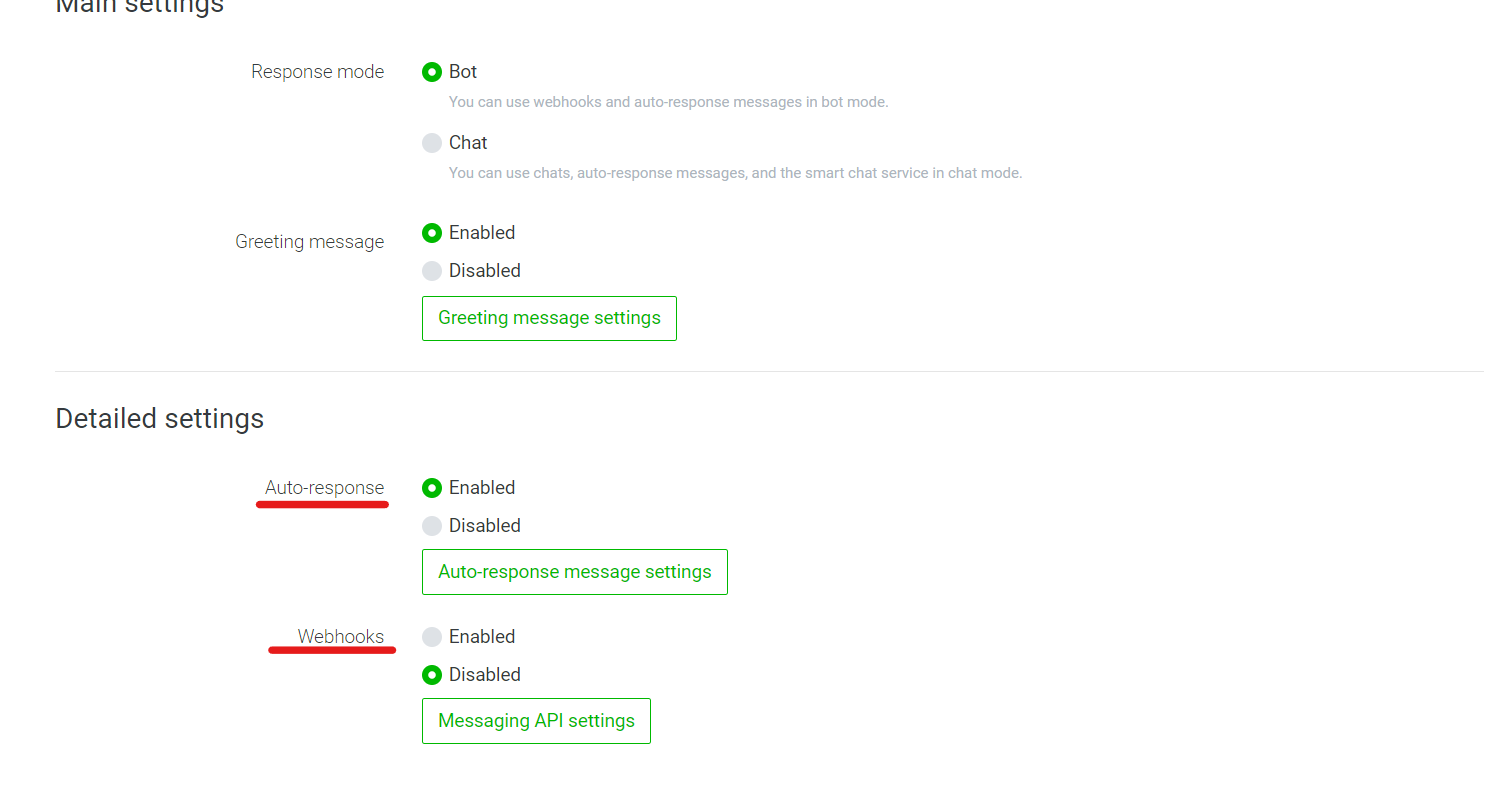 Main settings
Response mode
Bot
You can use webhooks and auto-response messages in bot mode.
Chat
You can use chats, auto-response messages, and the smart chat service in chat mode.
Greeting message
Enabled
Disabled
Greeting message settings
Detailed settings
Auto-response
Enabled
Disabled
Auto-response message settings
Webhooks
Enabled
Disabled
Messaging API settings